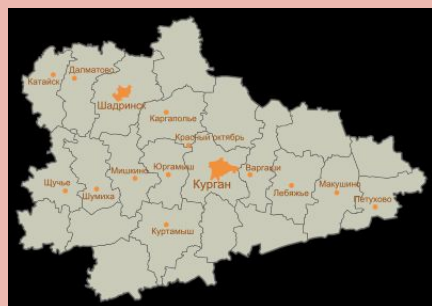 Катайск
Далматово
Шадринск
Каргаполье
Красный октябрь
Мишкино
Юргамыш
Курган
Варгаши
Щучье
Шумиха
Лебяжье
Макушино
Петухово
Куртамыш